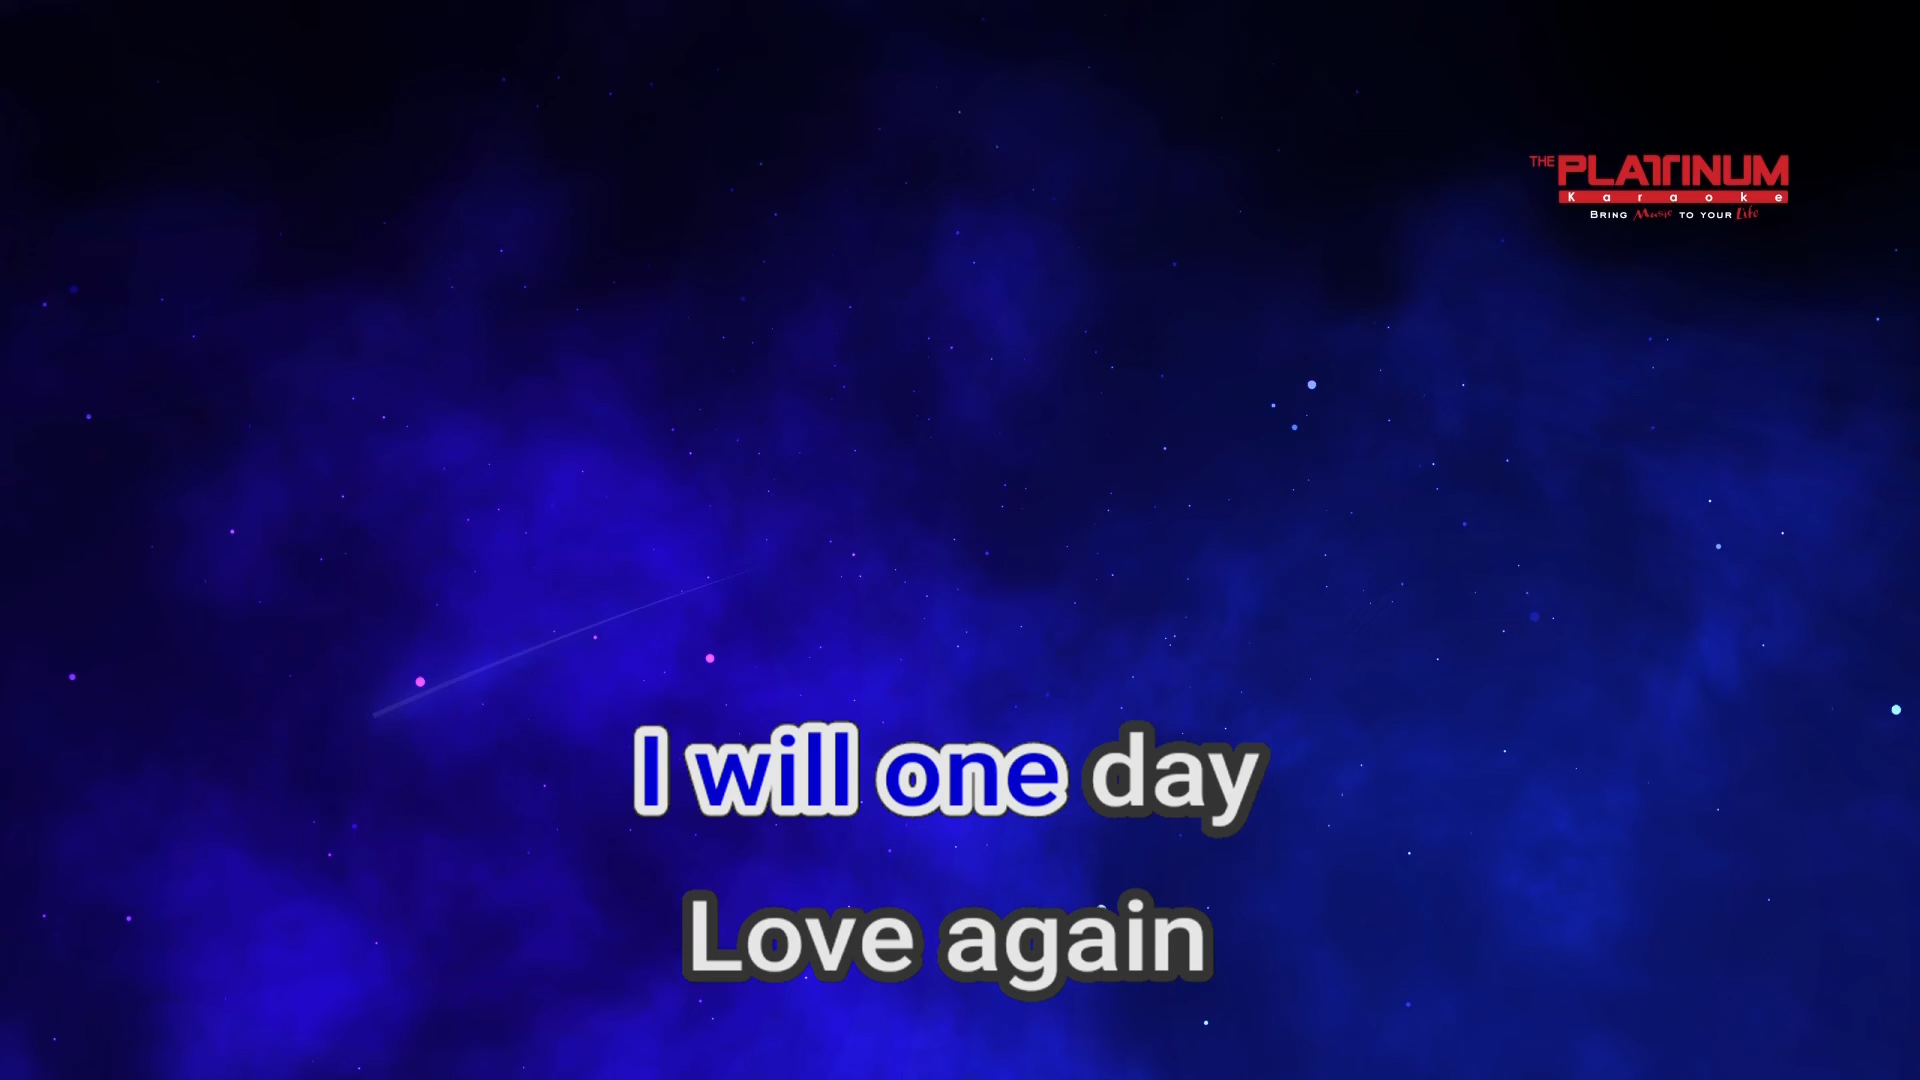 THE PLATINUM
Karaoke
BRING Music TO YOUR Life
I will one day
Love again